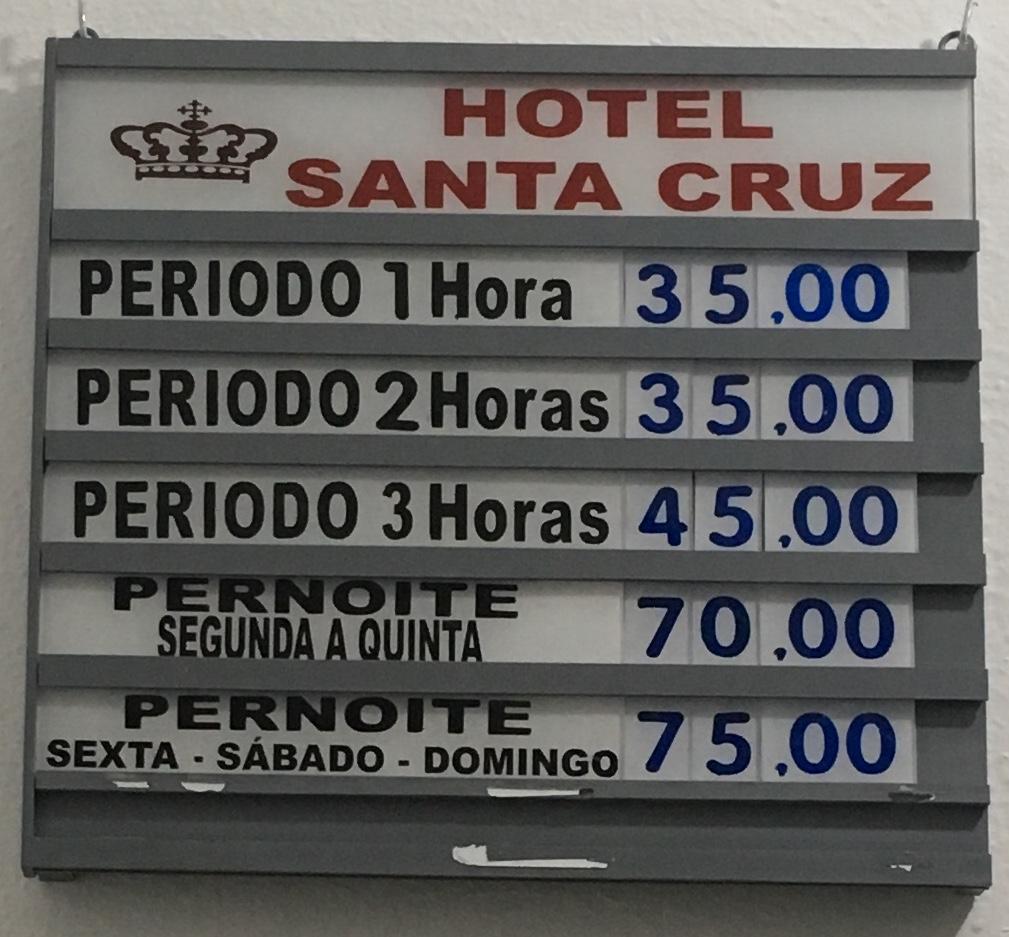 HOTEL
SANTA CRUZ
PERIODO 1 Hora 35,00
PERIODO 2 Horas 35,00
PERIODO 3 Horas 45,00
PERNOITE
SEGUNDA A QUINTA 70,00
PERNOITE
SEXTA - SÁBADO - DOMINGO 75,00